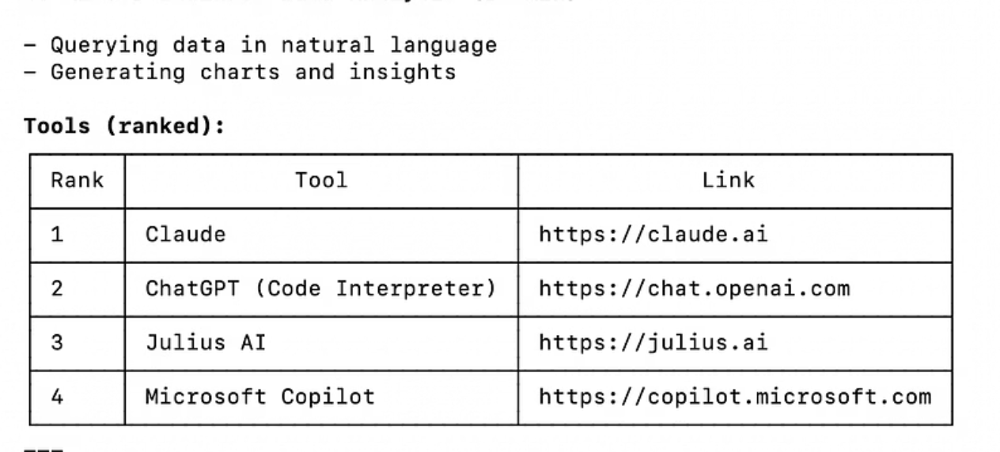 – Querying data in natural language
– Generating charts and insights
Tools (ranked):
Rank Tool Link
1 Claude https://claude.ai
2 ChatGPT (Code Interpreter) https://chat.openai.com
3 Julius AI https://julius.ai
4 Microsoft Copilot https://copilot.microsoft.com